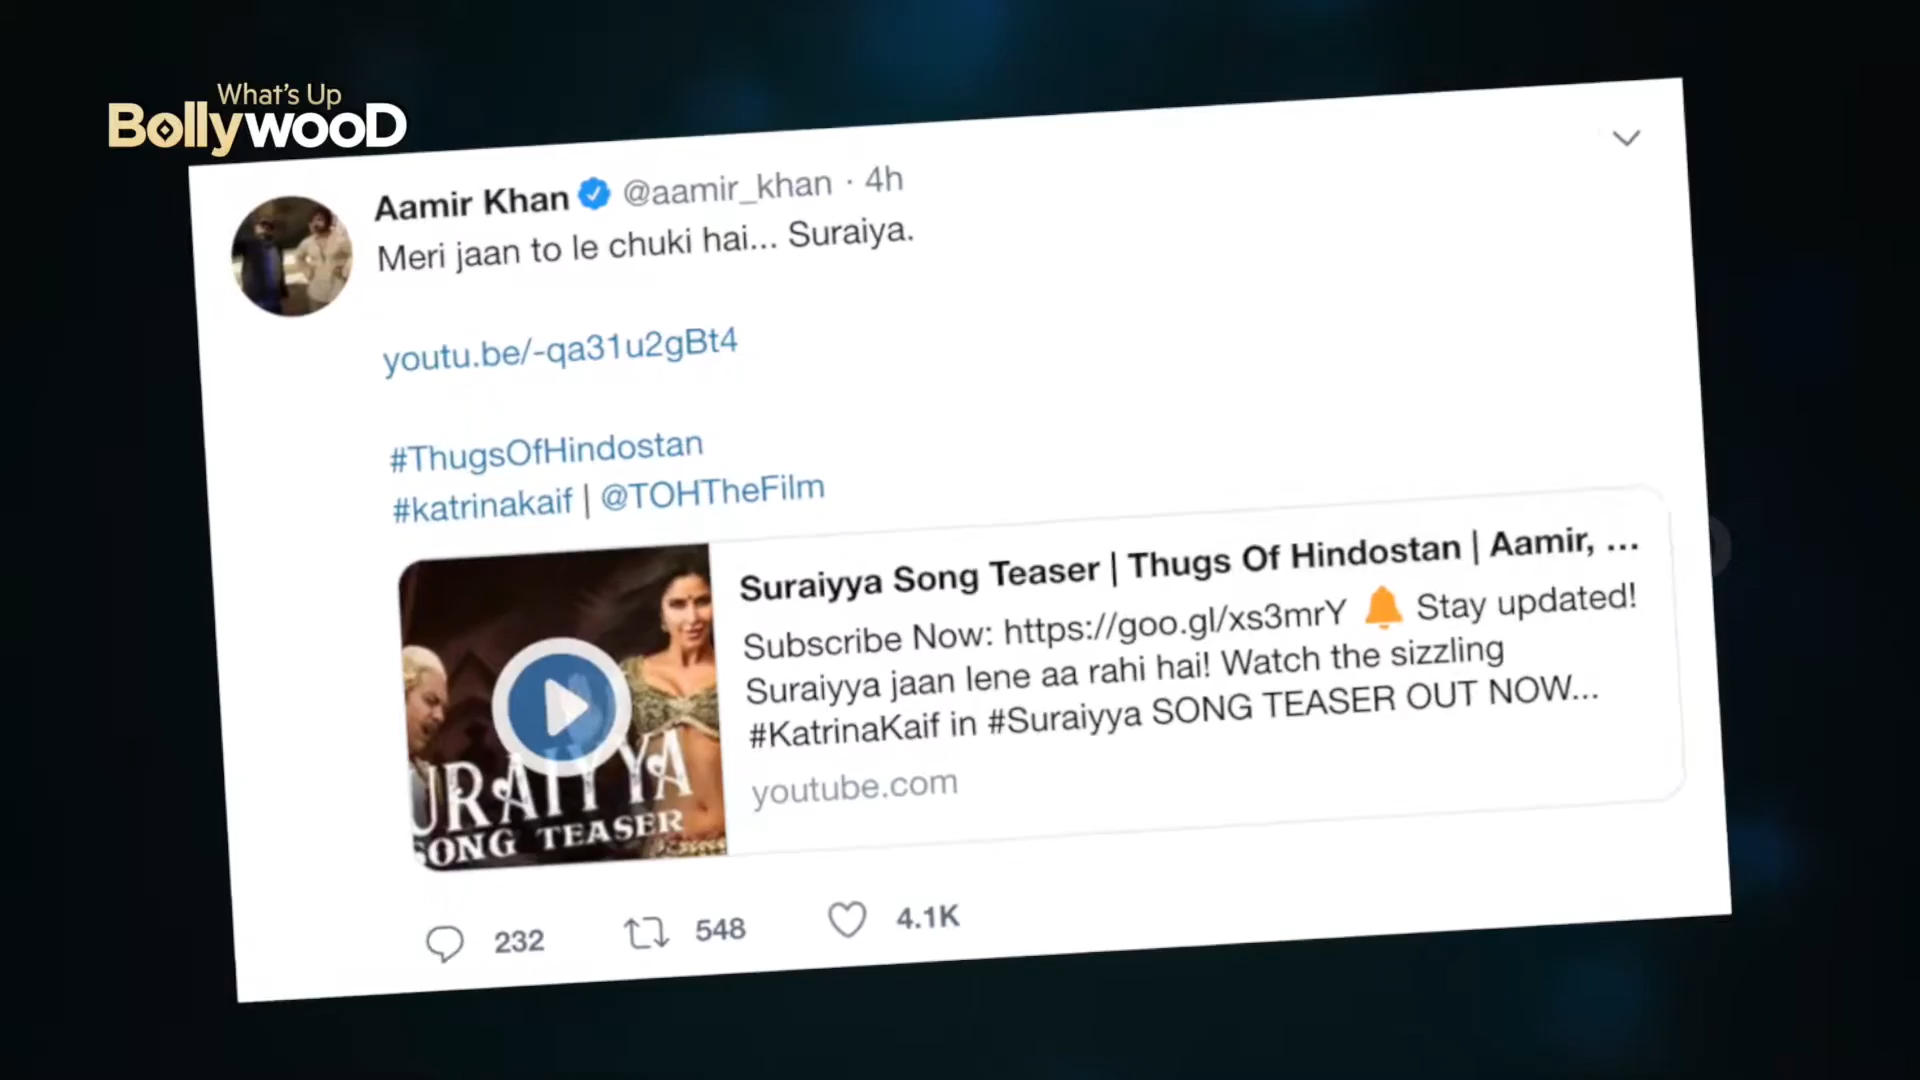 What's Up
BollywooD
Aamir Khan @aamir_khan · 4h
Meri jaan to le chuki hai... Suraiya.
youtu.be/-qa31u2gBt4
#ThugsOfHindostan
#katrinakaif | @TOHTheFilm
Suraiyya Song Teaser | Thugs Of Hindostan | Aamir, ...
Subscribe Now: https://goo.gl/xs3mrY 🔔 Stay updated!
Suraiyya jaan lene aa rahi hai! Watch the sizzling
#KatrinaKaif in #Suraiyya SONG TEASER OUT NOW...
youtube.com
URAIYYA
SONG TEASER
232 548 4.1K